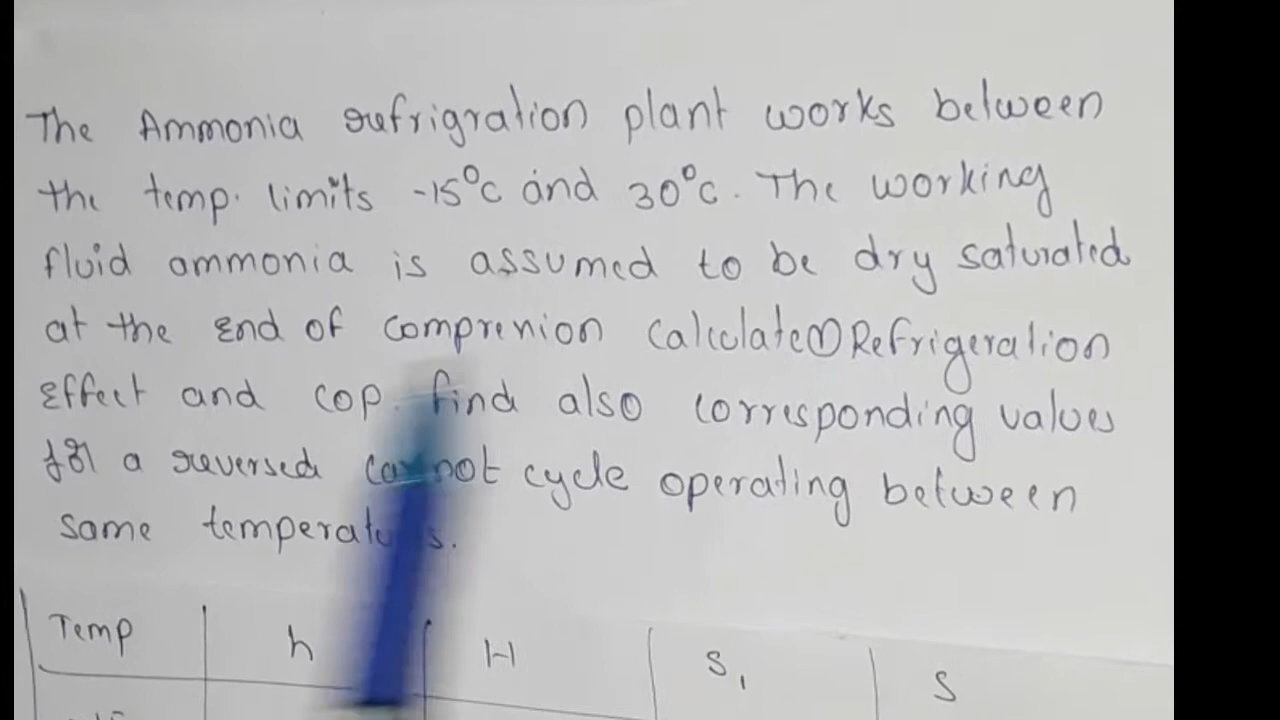 The Ammonia refrigration plant works between
the temp. limits -15°c and 30°c. The working
fluid ammonia is assumed to be dry saturated
at the end of comprenion calculate ① Refrigeration
Effect and COP. find also corresponding values
for a reversed carnot cycle operating between
same
Temp h H S₁ S